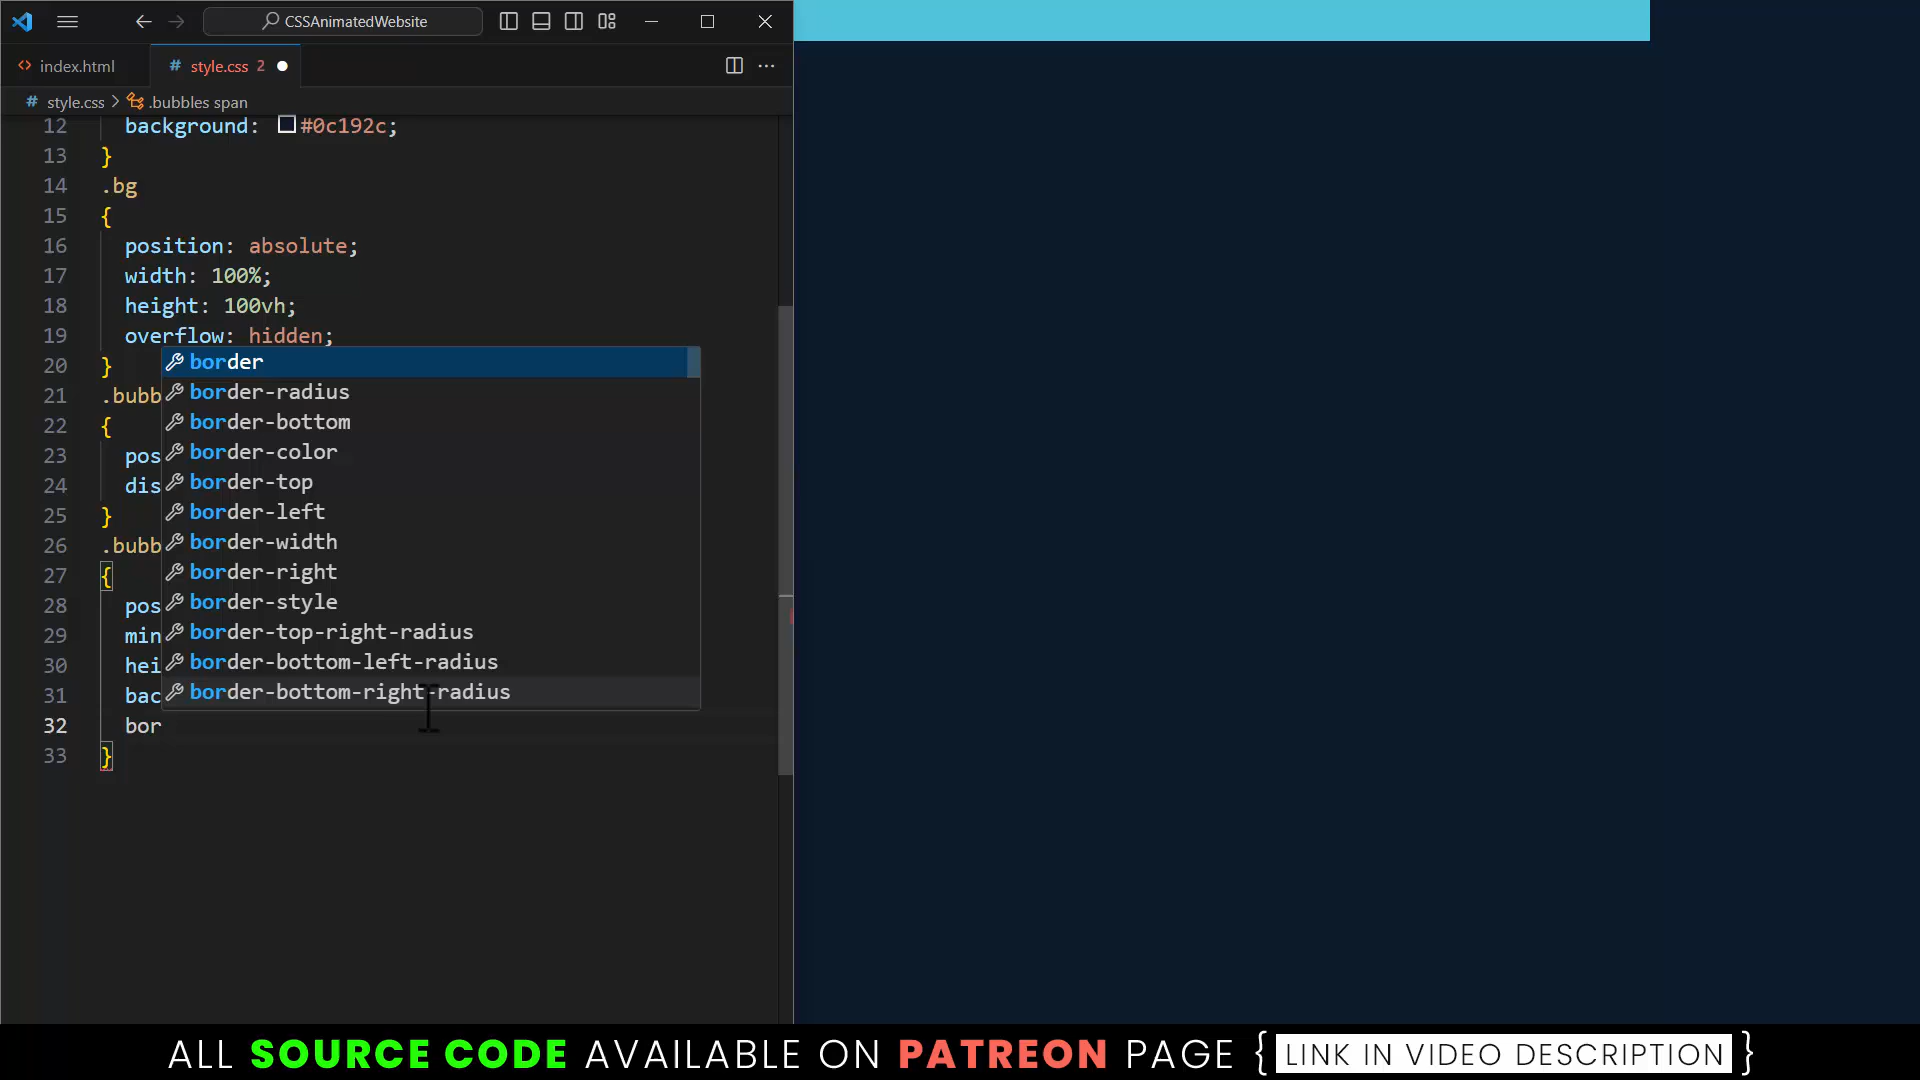 CSSAnimatedWebsite
index.html
# style.css 2
# style.css > .bubbles span
12 background: #0c192c;
13 }
14 .bg
15 {
16 position: absolute;
17 width: 100%;
18 height: 100vh;
19 overflow: hidden;
20 }
21 .bubb
22 {
23 pos
24 dis
25 }
26 .bubb
27 {
28 pos
29 min
30 hei
31 bac
32 bor
33 }
border
border-radius
border-bottom
border-color
border-top
border-left
border-width
border-right
border-style
border-top-right-radius
border-bottom-left-radius
border-bottom-right-radius
ALL SOURCE CODE AVAILABLE ON PATREON PAGE { LINK IN VIDEO DESCRIPTION }